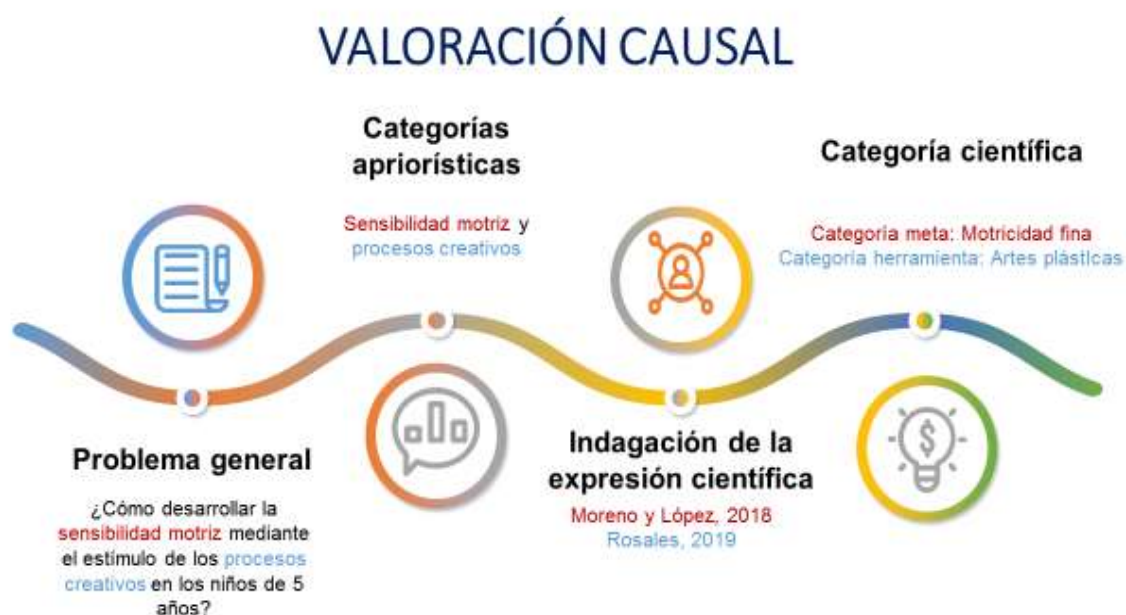 VALORACIÓN CAUSAL
Problema general
¿Cómo desarrollar la
sensibilidad motriz mediante
el estímulo de los procesos
creativos en los niños de 5
años?
Categorías
apriorísticas
Sensibilidad motriz y
procesos creativos
Indagación de la
expresión científica
Moreno y López, 2018
Rosales, 2019
Categoría científica
Categoría meta: Motricidad fina
Categoría herramienta: Artes plásticas
$